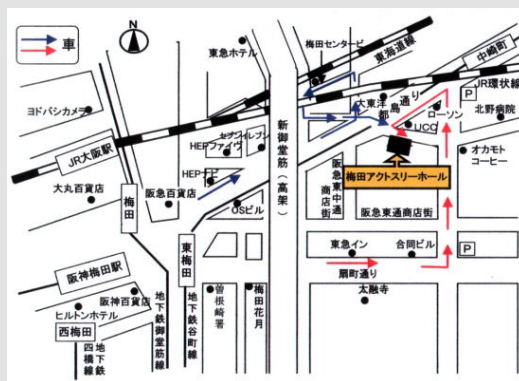 車
N
東急ホテル
梅田センタービ
東海道線
中崎町
ヨドバシカメラ
大東洋
都島通り
JR環状線
P
ローソン
北野病院
UCC
JR大阪駅
セブンイレブン
HEPファイヴ
新御堂筋(高架)
オカモト
コーヒー
HEPナビ
梅田アクトスリーホール
大丸百貨店
梅田
阪急百貨店
OSビル
阪急東中通
商店街
阪急東通商店街
東梅田
東急イン
合同ビル
P
阪神梅田駅
扇町通り
阪神百貨店
太融寺
ヒルトンホテル
曽根崎署
梅田花月
西梅田
地下鉄
四橋線
地下鉄御堂筋線
地下鉄谷町線